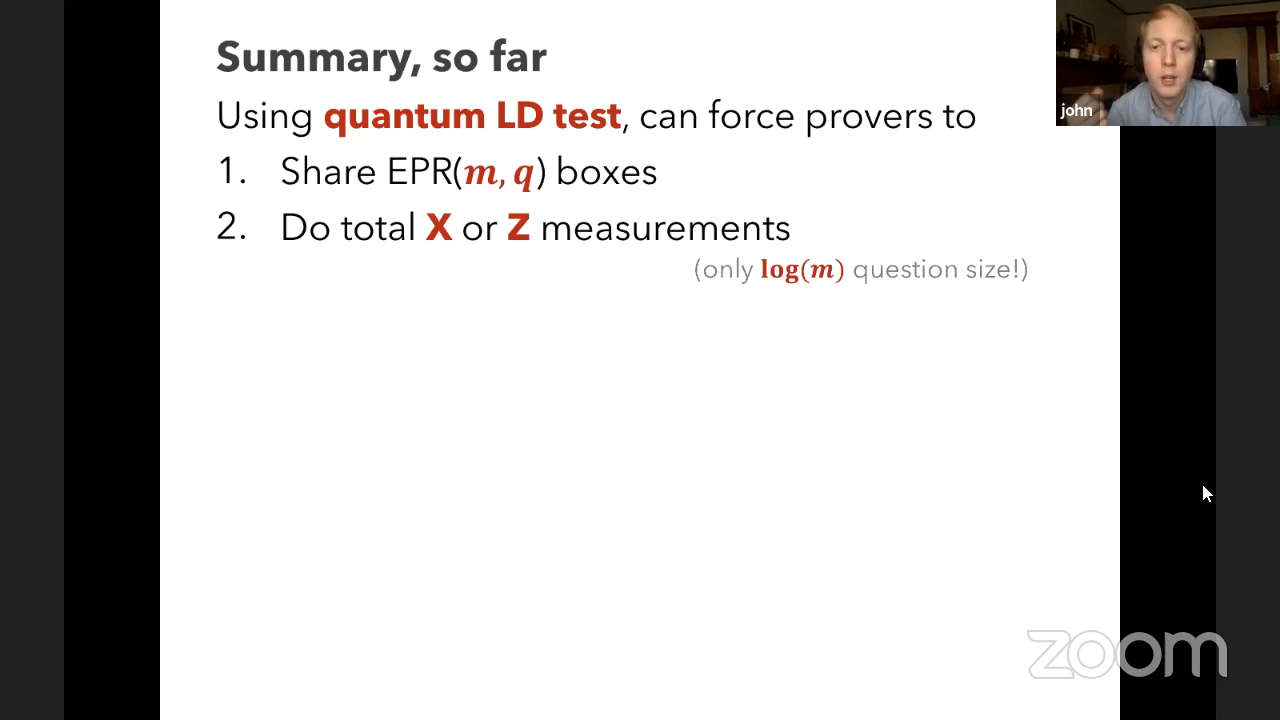 Summary, so far
Using quantum LD test, can force provers to
1. Share EPR(m, q) boxes
2. Do total X or Z measurements
(only log(m) question size!)
john
zoom